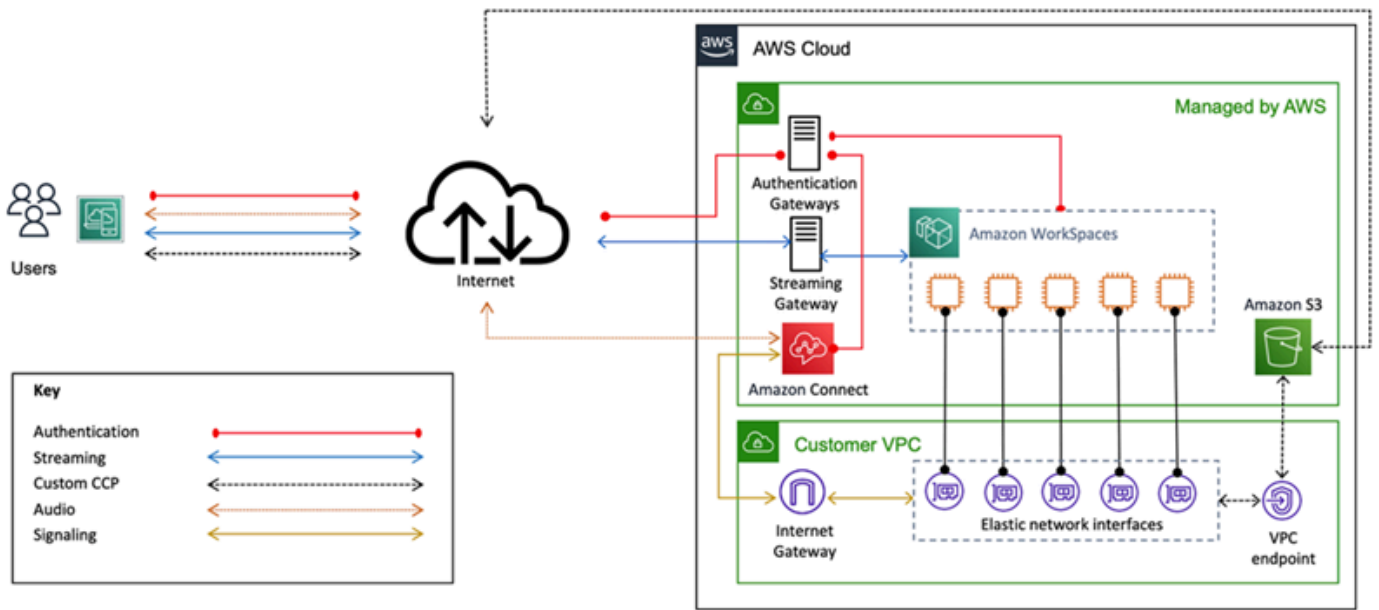 aws
AWS Cloud
Managed by AWS
Authentication
Gateways
Users
Internet
Streaming
Gateway
Amazon WorkSpaces
Amazon S3
Amazon Connect
Key
Authentication
Streaming
Custom CCP
Audio
Signaling
Customer VPC
Internet
Gateway
Elastic network interfaces
VPC
endpoint